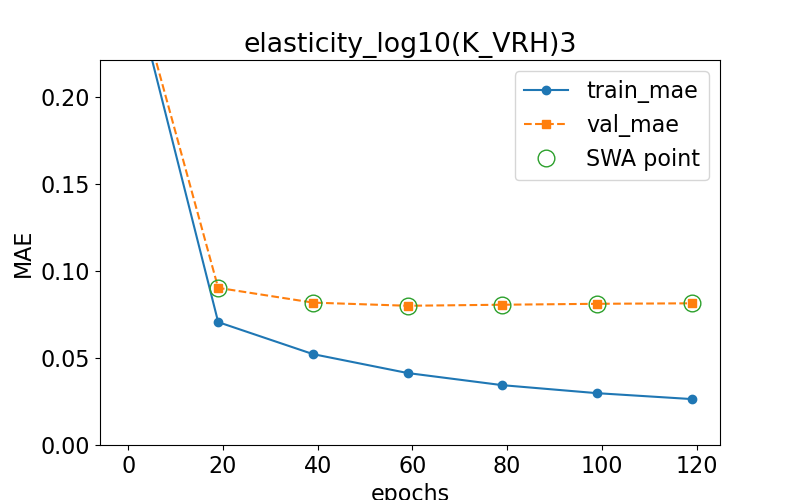 elasticity_log10(K_VRH)3
train_mae
val_mae
SWA point
MAE
0.20
0.15
0.10
0.05
0.00
0 20 40 60 80 100 120
epochs